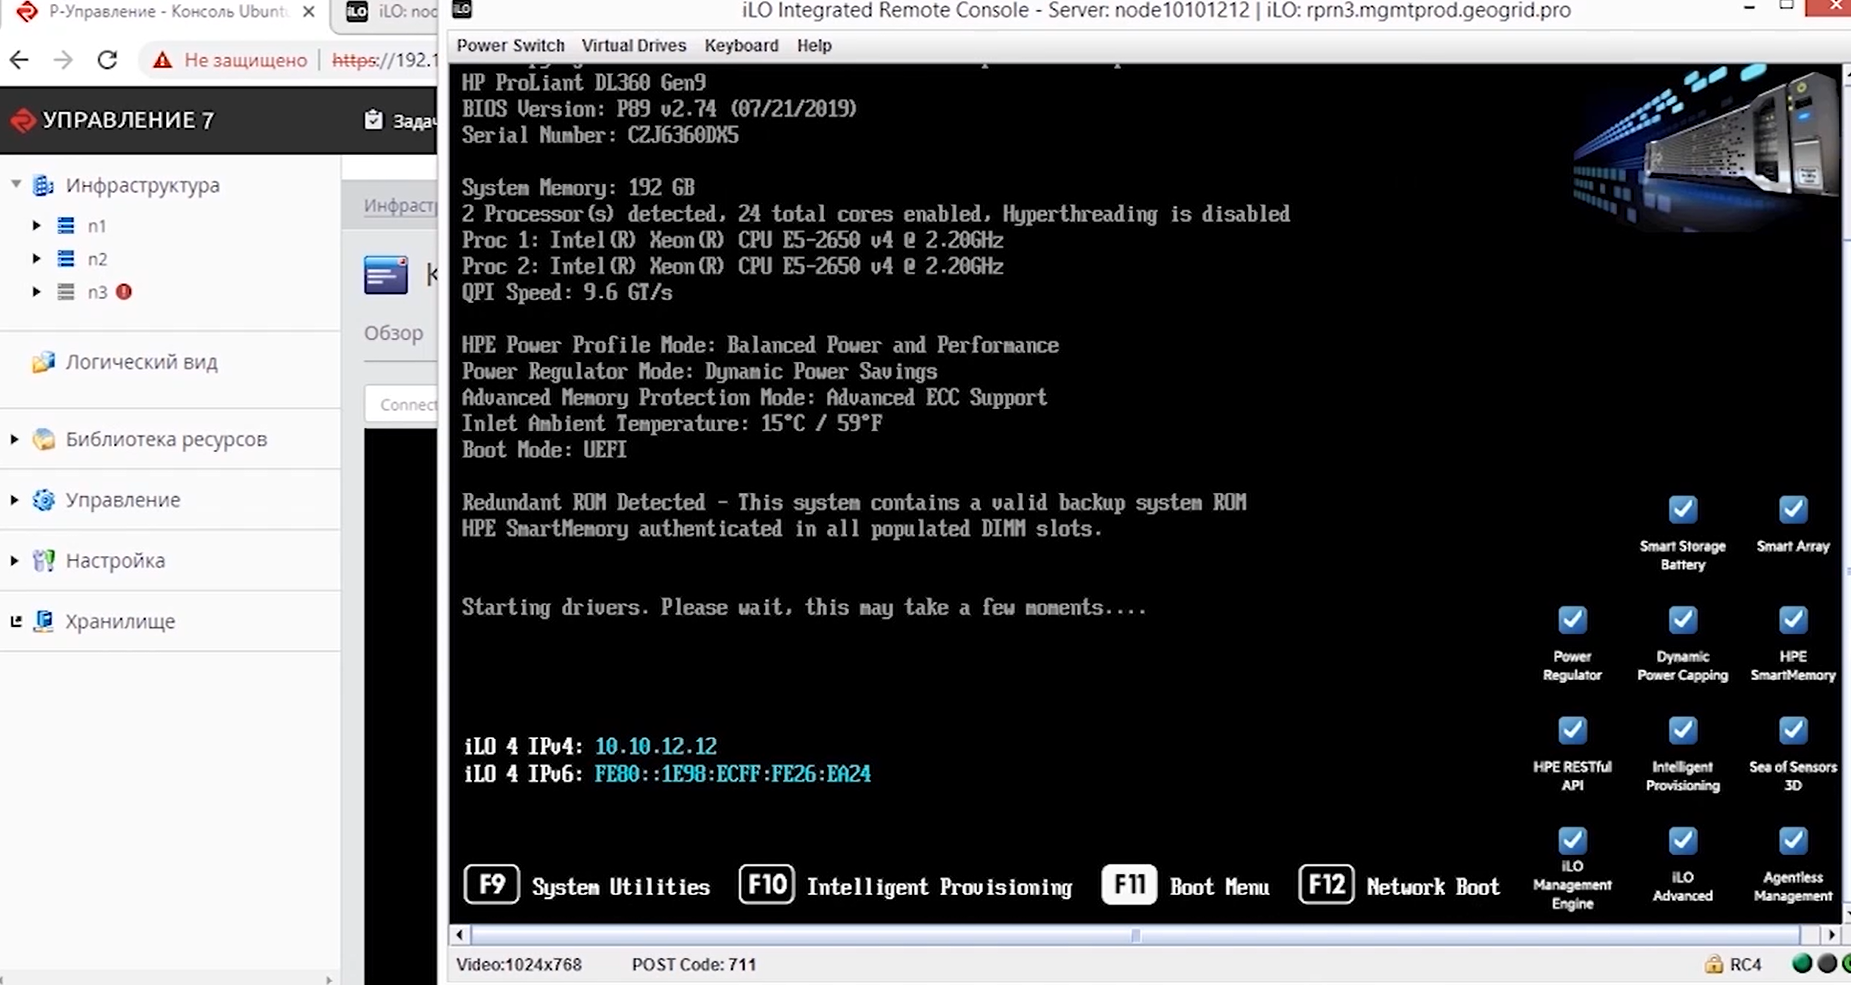 Р-Управление - Консоль Ubunt
iLO: noc
iLO Integrated Remote Console - Server: node10101212 | iLO: rprn3.mgmtprod.geogrid.pro
Не защищено
https://192.1
Power Switch Virtual Drives Keyboard Help
УПРАВЛЕНИЕ 7
Задач
Инфраструктура
n1
n2
n3
Логический вид
Библиотека ресурсов
Управление
Настройка
Хранилище
Инфраст
К
Обзор
Connect
HP ProLiant DL360 Gen9
BIOS Version: P89 v2.74 (07/21/2019)
Serial Number: CZJ6360DX5
System Memory: 192 GB
2 Processor(s) detected, 24 total cores enabled, Hyperthreading is disabled
Proc 1: Intel(R) Xeon(R) CPU E5-2650 v4 @ 2.20GHz
Proc 2: Intel(R) Xeon(R) CPU E5-2650 v4 @ 2.20GHz
QPI Speed: 9.6 GT/s
HPE Power Profile Mode: Balanced Power and Performance
Power Regulator Mode: Dynamic Power Savings
Advanced Memory Protection Mode: Advanced ECC Support
Inlet Ambient Temperature: 15°C / 59°F
Boot Mode: UEFI
Redundant ROM Detected - This system contains a valid backup system ROM
HPE SmartMemory authenticated in all populated DIMM slots.
Starting drivers. Please wait, this may take a few moments....
iLO 4 IPv4: 10.10.12.12
iLO 4 IPv6: FE80::1E98:ECFF:FE26:EA24
Smart Storage
Battery
Smart Array
Power
Regulator
Dynamic
Power Capping
HPE
SmartMemory
HPE RESTful
API
Intelligent
Provisioning
Sea of Sensors
3D
iLO
Management
Engine
iLO
Advanced
Agentless
Management
F9 System Utilities F10 Intelligent Provisioning F11 Boot Menu F12 Network Boot
Video:1024x768 POST Code: 711 RC4